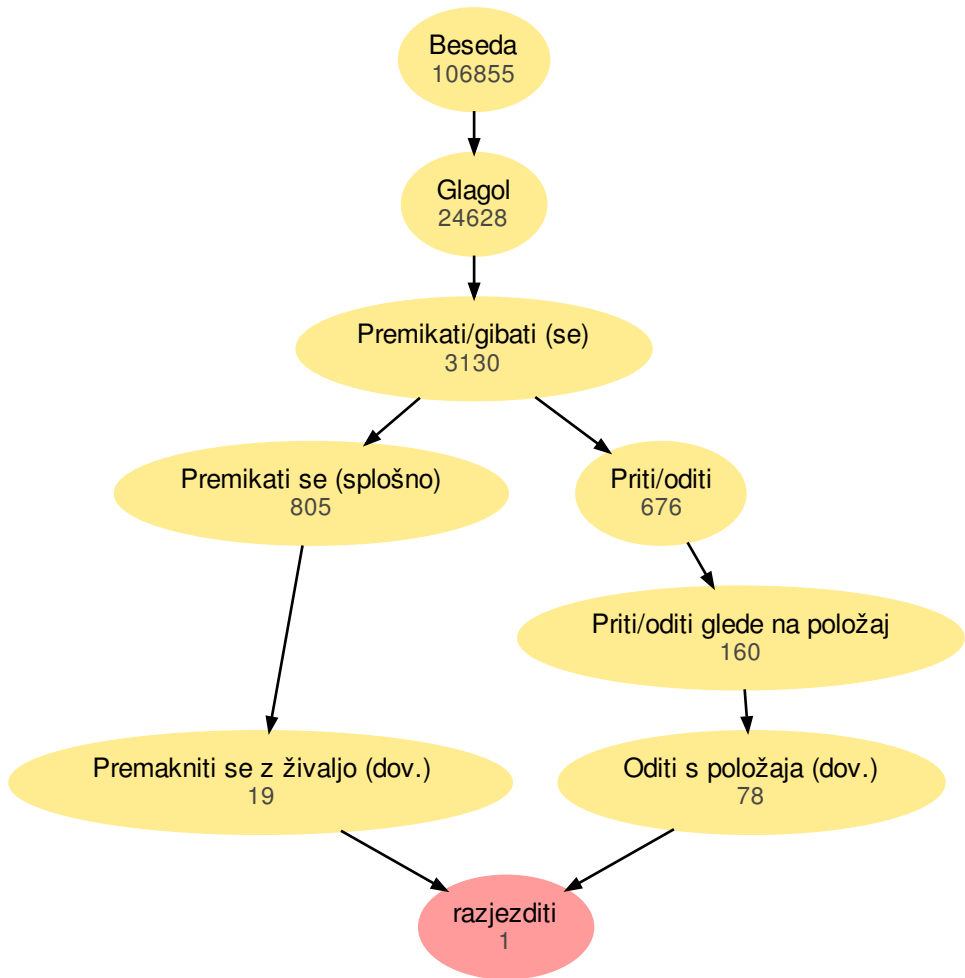 Beseda
106855
Glagol
24628
Premikati/gibati (se)
3130
Premikati se (splošno)
805
Priti/oditi
676
Priti/oditi glede na položaj
160
Premakniti se z živaljo (dov.)
19
Oditi s položaja (dov.)
78
razjezditi
1